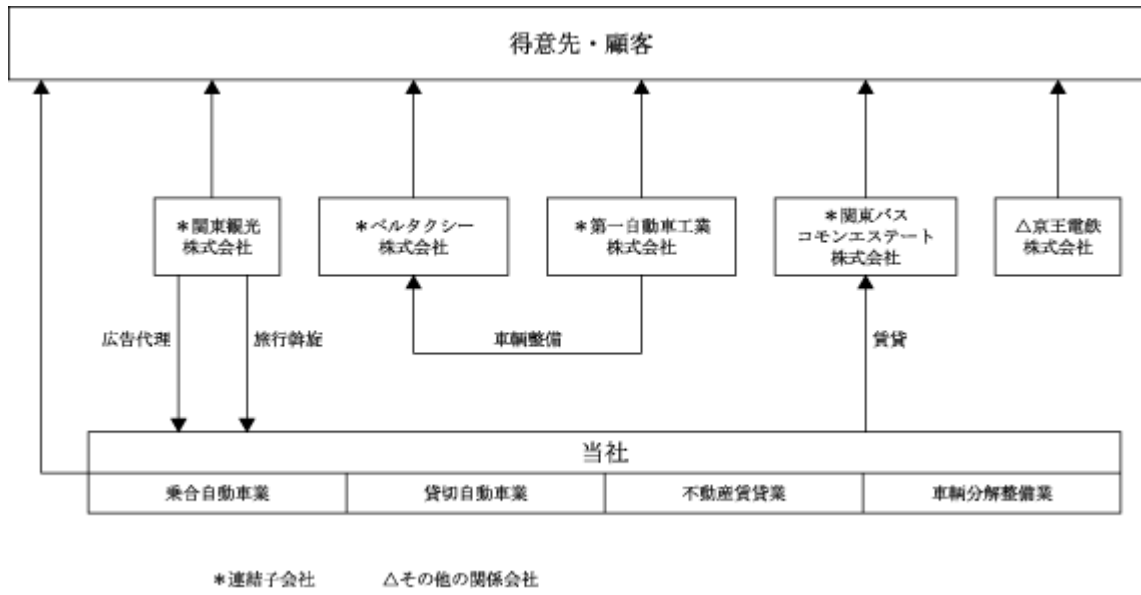 得意先・顧客
*関東観光
株式会社
*ベルタクシー
株式会社
*第一自動車工業
株式会社
*関東バス
コモンエステート
株式会社
△京王電鉄
株式会社
広告代理
旅行斡旋
車輌整備
賃貸
当社
乗合自動車業
貸切自動車業
不動産賃貸業
車輌分解整備業
*連結子会社 △その他の関係会社